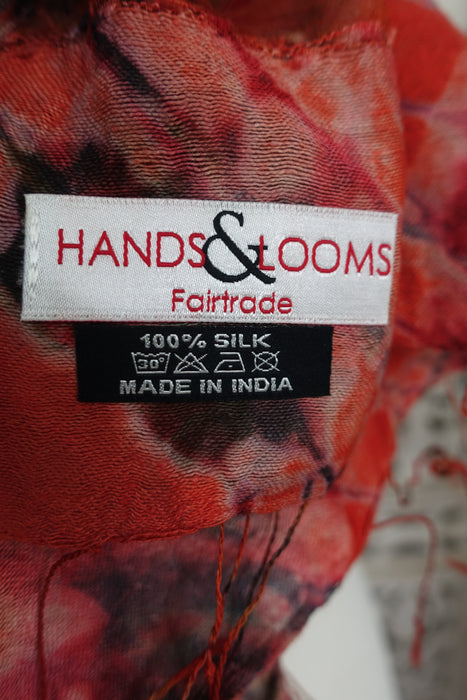 HANDS & LOOMS
Fairtrade
100% SILK
30°
MADE IN INDIA